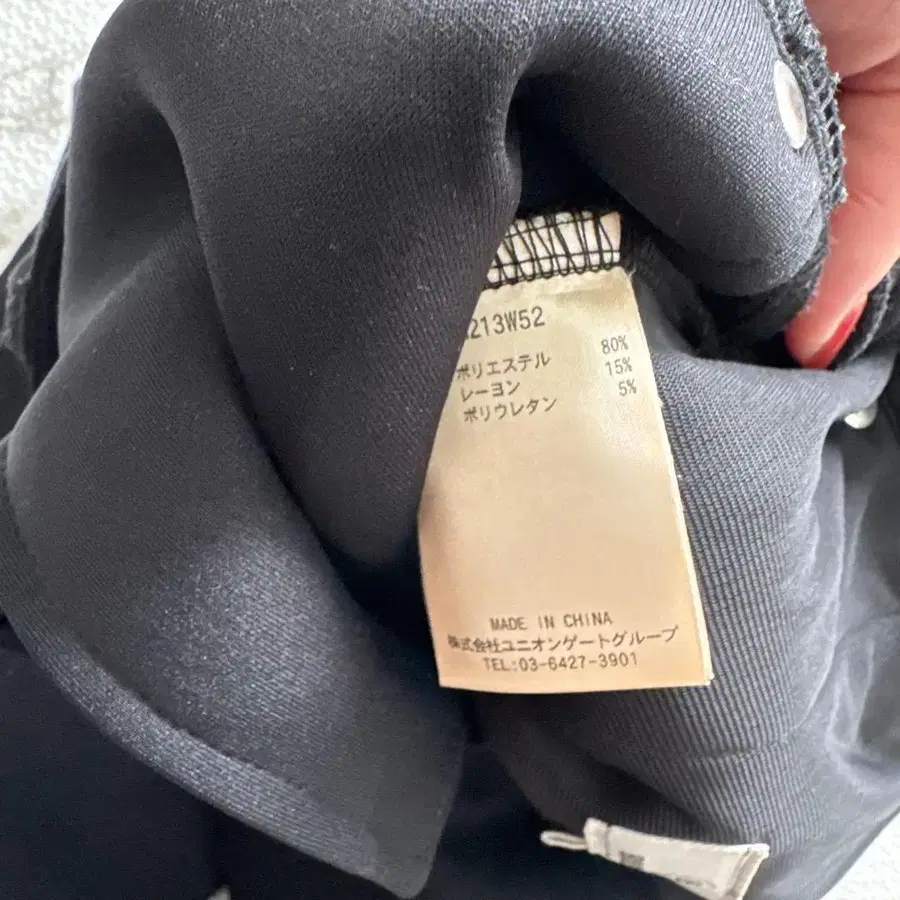 213W52
ポリエステル 80%
レーヨン 15%
ポリウレタン 5%
MADE IN CHINA
株式会社ユニオンゲートグループ
TEL:03-6427-3901